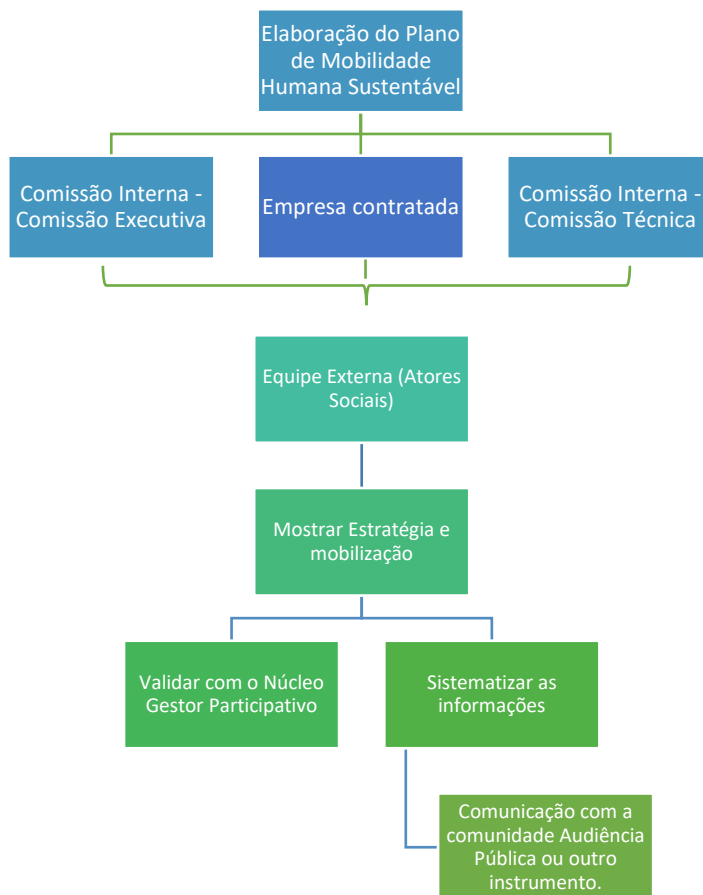 Elaboração do Plano
de Mobilidade
Humana Sustentável
Comissão Interna -
Comissão Executiva
Empresa contratada
Comissão Interna -
Comissão Técnica
Equipe Externa (Atores
Sociais)
Mostrar Estratégia e
mobilização
Validar com o Núcleo
Gestor Participativo
Sistematizar as
informações
Comunicação com a
comunidade Audiência
Pública ou outro
instrumento.